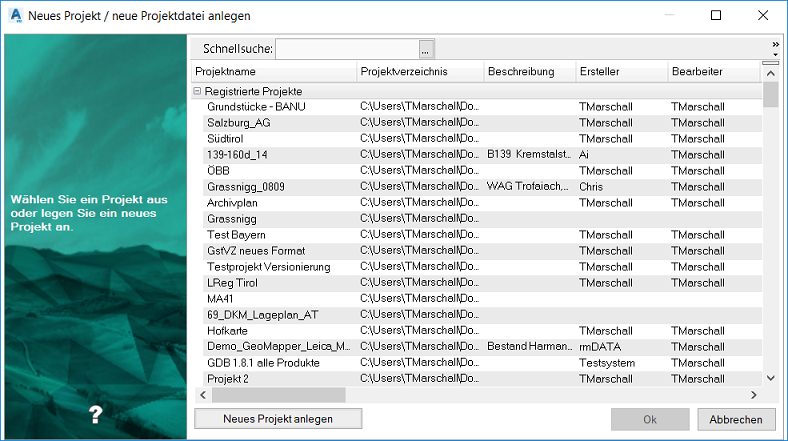 Neues Projekt / neue Projektdatei anlegen
Wählen Sie ein Projekt aus
oder legen Sie ein neues
Projekt an.
?
Schnellsuche: ... »
Projektname Projektverzeichnis Beschreibung Ersteller Bearbeiter
Registrierte Projekte
Grundstücke - BANU C:\Users\TMarschall\Do... TMarschall TMarschall
Salzburg_AG C:\Users\TMarschall\Do... TMarschall TMarschall
Südtirol C:\Users\TMarschall\Do... TMarschall TMarschall
139-160d_14 C:\Users\TMarschall\Do... B139 Kremstalst... Ai TMarschall
ÖBB C:\Users\TMarschall\Do... TMarschall TMarschall
Grassnigg_0809 C:\Users\TMarschall\Do... WAG Trofaiach,... Chris TMarschall
Archivplan C:\Users\TMarschall\Do... TMarschall TMarschall
Grassnigg C:\Users\TMarschall\Do...
Test Bayern C:\Users\TMarschall\Do... TMarschall TMarschall
GstVZ neues Format C:\Users\TMarschall\Do... TMarschall TMarschall
Testprojekt Versionierung C:\Users\TMarschall\Do... TMarschall TMarschall
LReg Tirol C:\Users\TMarschall\Do... TMarschall TMarschall
MA41 C:\Users\TMarschall\Do...
69_DKM_Lageplan_AT C:\Users\TMarschall\Do...
Hofkarte C:\Users\TMarschall\Do... TMarschall TMarschall
Demo_GeoMapper_Leica_M... C:\Users\TMarschall\Do... Bestand Harman... rmDATA TMarschall
GDB 1.8.1 alle Produkte C:\Users\TMarschall\Do... Testsystem TMarschall
Projekt 2 C:\Users\TMarschall\Do... TMarschall TMarschall
Neues Projekt anlegen Ok Abbrechen